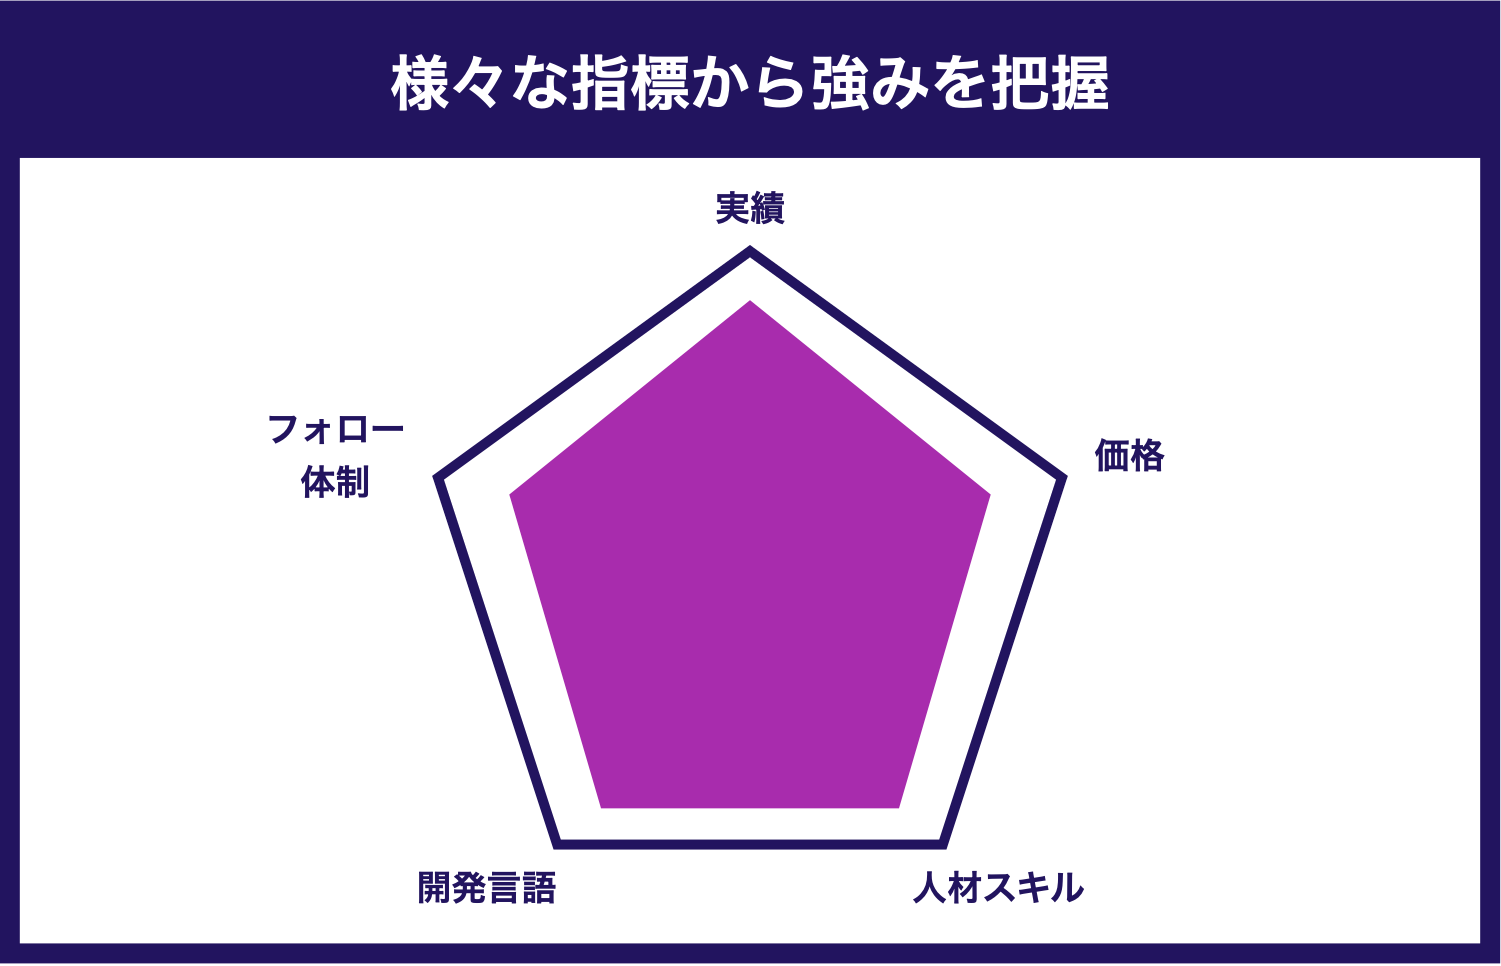 様々な指標から強みを把握
実績
フォロー
体制
価格
開発言語
人材スキル